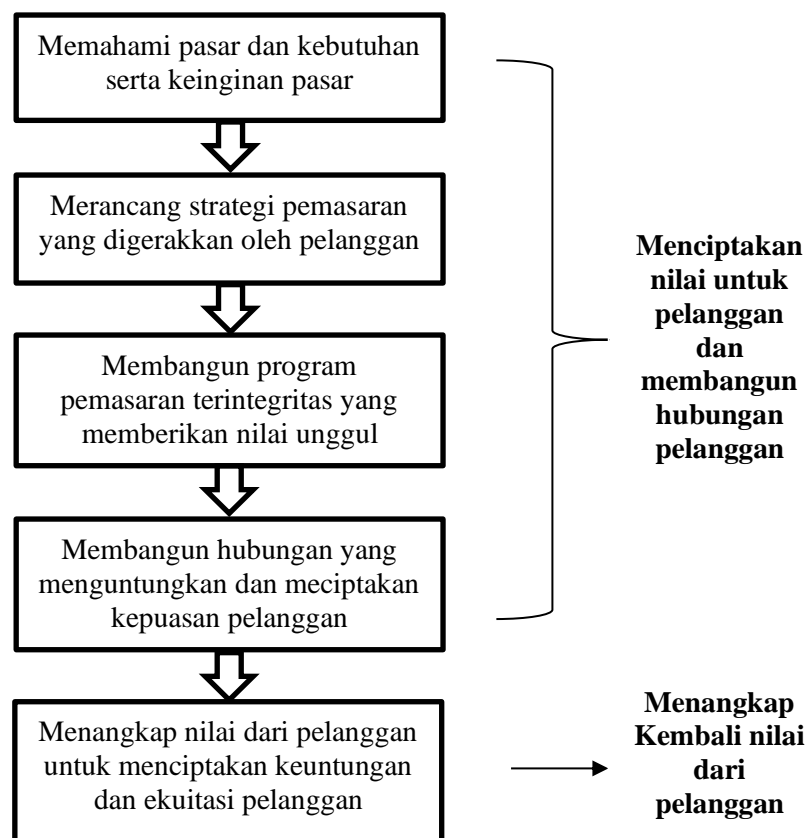 Memahami pasar dan kebutuhan
serta keinginan pasar
Merancang strategi pemasaran
yang digerakkan oleh pelanggan
Membangun program
pemasaran terintegritas yang
memberikan nilai unggul
Membangun hubungan yang
menguntungkan dan meciptakan
kepuasan pelanggan
Menciptakan
nilai untuk
pelanggan
dan
membangun
hubungan
pelanggan
Menangkap nilai dari pelanggan
untuk menciptakan keuntungan
dan ekuitasi pelanggan
Menangkap
Kembali nilai
dari
pelanggan